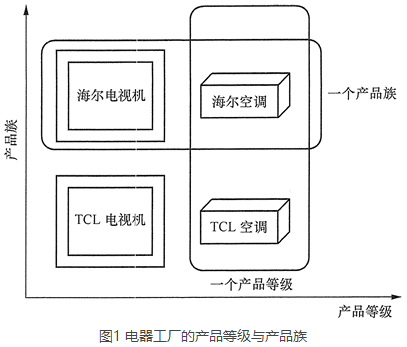 海尔电视机
海尔空调
一个产品族
产品族
TCL 电视机
TCL 空调
一个产品等级
产品等级
图1 电器工厂的产品等级与产品族